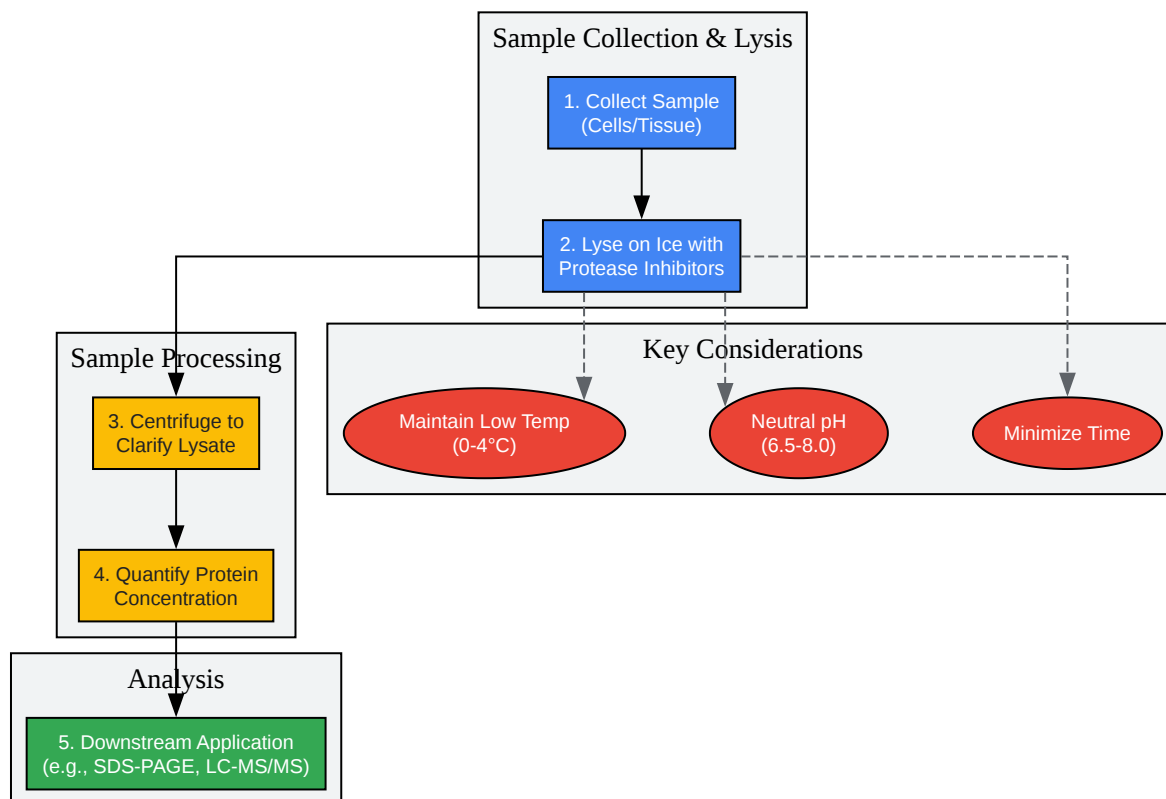 Sample Collection & Lysis
1. Collect Sample
(Cells/Tissue)
2. Lyse on Ice with
Protease Inhibitors
Sample Processing
3. Centrifuge to
Clarify Lysate
4. Quantify Protein
Concentration
Key Considerations
Maintain Low Temp
(0-4°C)
Neutral pH
(6.5-8.0)
Minimize Time
Analysis
5. Downstream Application
(e.g., SDS-PAGE, LC-MS/MS)